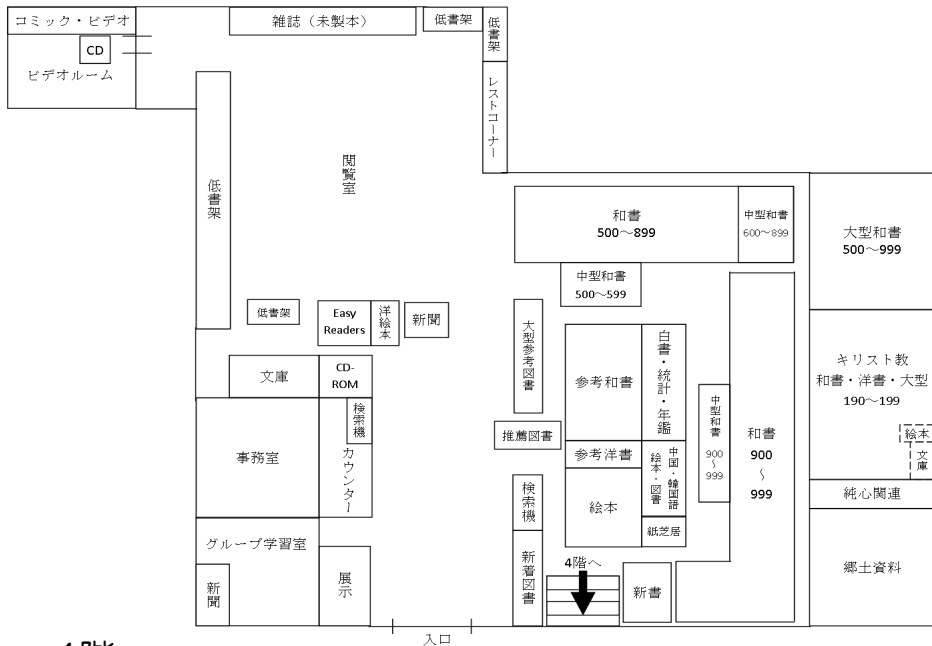 コミック・ビデオ
CD
ビデオルーム
雑誌（未製本）
低書架
低書架
レストコーナー
閲覧室
低書架
和書
500～899
中型和書
600～899
大型和書
500～999
中型和書
500～599
低書架
Easy
Readers
洋絵本
新聞
大型参考図書
参考和書
白書・統計・年鑑
キリスト教
和書・洋書・大型
190～199
絵本
文庫
文庫
CD-
ROM
検索機
カウンター
事務室
推薦図書
参考洋書
中国・韓国語
絵本・図書
絵本
紙芝居
中型和書
900
～
999
和書
900
～
999
純心関連
郷土資料
検索機
新着図書
グループ学習室
新聞
展示
4階へ
新書
入口